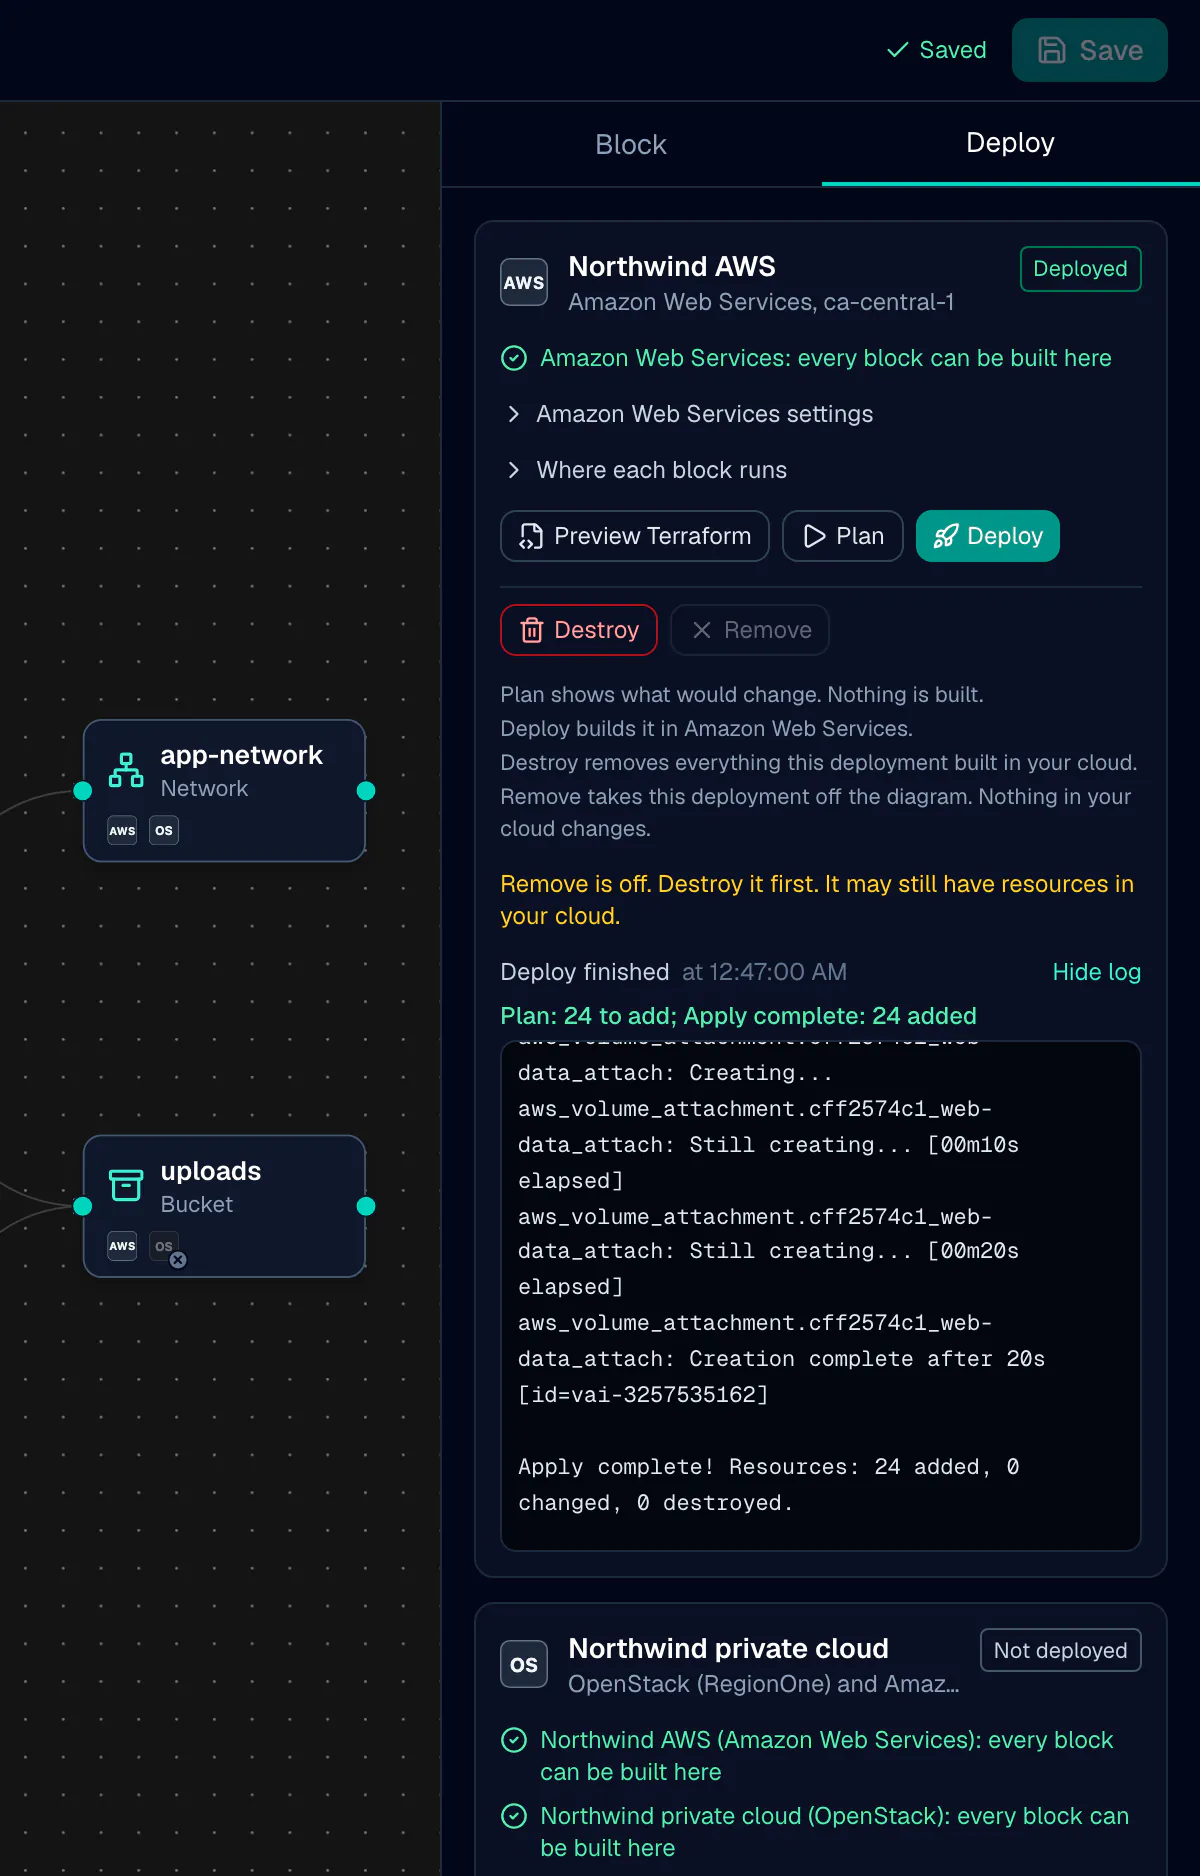 Saved
Save
Block
Deploy
AWS
Northwind AWS
Deployed
Amazon Web Services, ca-central-1
Amazon Web Services: every block can be built here
Amazon Web Services settings
Where each block runs
Preview Terraform
Plan
Deploy
Destroy
Remove
Plan shows what would change. Nothing is built.
Deploy builds it in Amazon Web Services.
Destroy removes everything this deployment built in your cloud.
Remove takes this deployment off the diagram. Nothing in your
cloud changes.
Remove is off. Destroy it first. It may still have resources in
your cloud.
Deploy finished at 12:47:00 AM
Hide log
Plan: 24 to add; Apply complete: 24 added
aws_volume_attachment.cff2574c1_web-
data_attach: Creating...
aws_volume_attachment.cff2574c1_web-
data_attach: Still creating... [00m10s
elapsed]
aws_volume_attachment.cff2574c1_web-
data_attach: Still creating... [00m20s
elapsed]
aws_volume_attachment.cff2574c1_web-
data_attach: Creation complete after 20s
[id=vai-3257535162]
Apply complete! Resources: 24 added, 0
changed, 0 destroyed.
OS
Northwind private cloud
Not deployed
OpenStack (RegionOne) and Amaz...
Northwind AWS (Amazon Web Services): every block
can be built here
Northwind private cloud (OpenStack): every block can
be built here
app-network
Network
AWS
OS
uploads
Bucket
AWS
OS